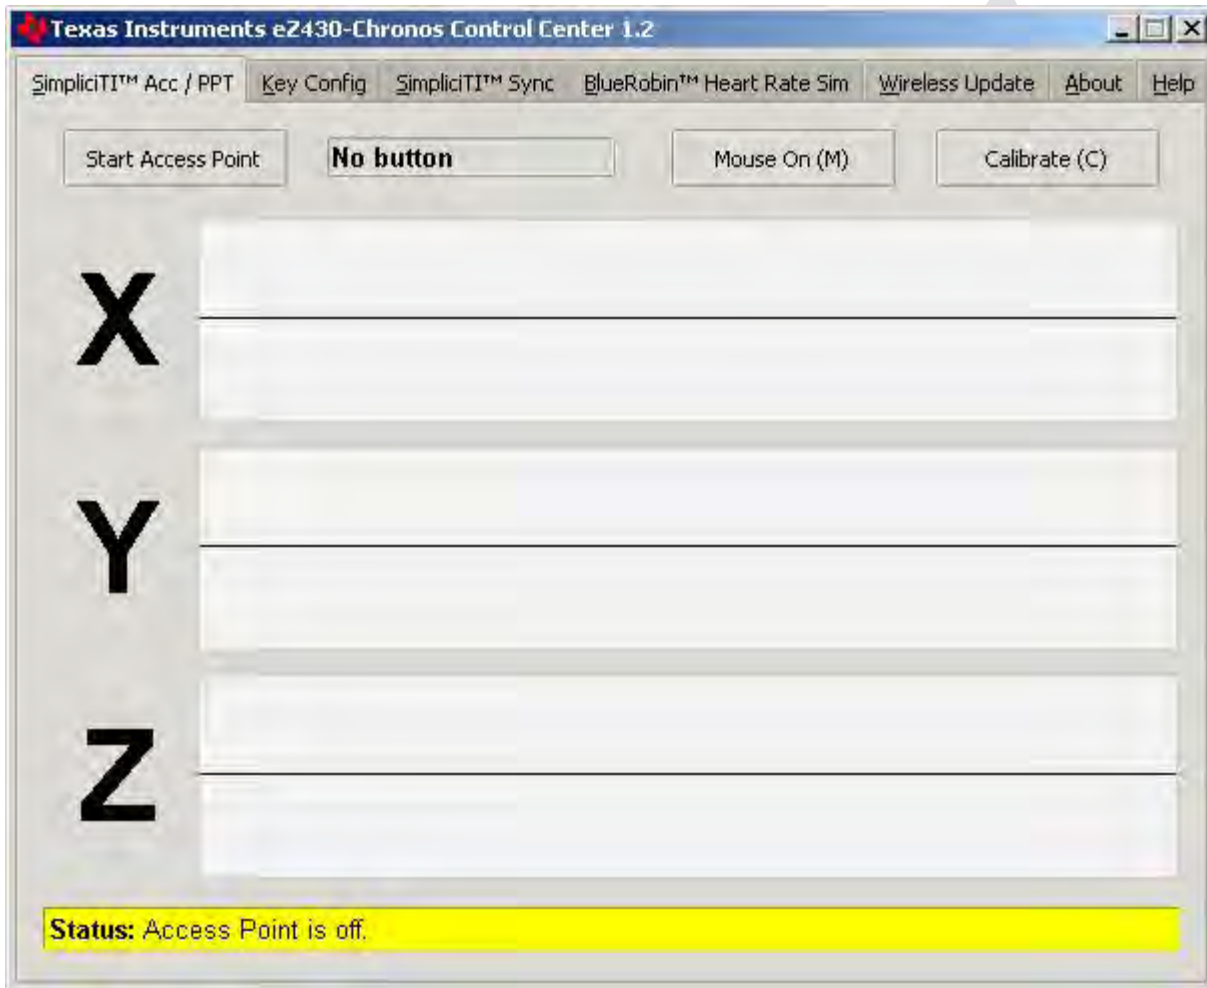 Texas Instruments eZ430-Chronos Control Center 1.2
SimpliciTI™ Acc / PPT Key Config SimpliciTI™ Sync BlueRobin™ Heart Rate Sim Wireless Update About Help
Start Access Point No button Mouse On (M) Calibrate (C)
X
Y
Z
Status: Access Point is off.